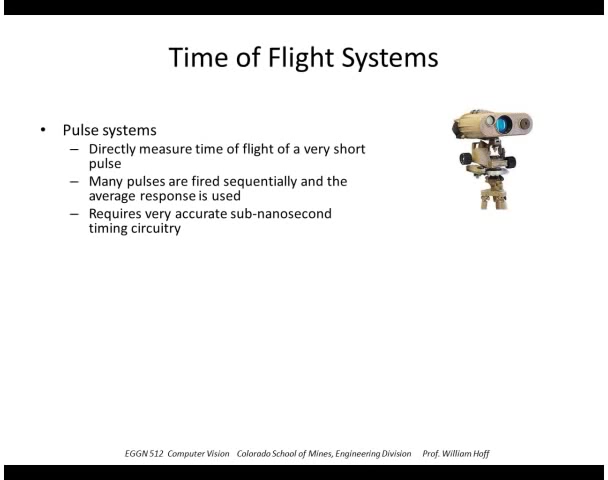 Time of Flight Systems
• Pulse systems
– Directly measure time of flight of a very short
pulse
– Many pulses are fired sequentially and the
average response is used
– Requires very accurate sub-nanosecond
timing circuitry
EGGN 512 Computer Vision Colorado School of Mines, Engineering Division Prof. William Hoff